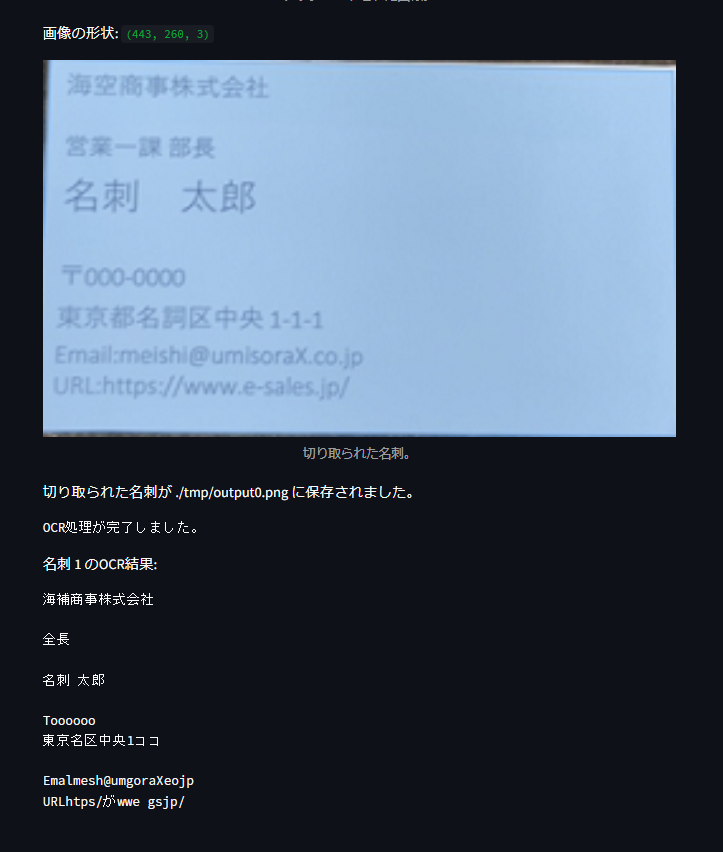 画像の形状: (443, 260, 3)
海空商事株式会社
営業一課 部長
名刺 太郎
〒000-0000
東京都名詞区中央 1-1-1
Email:meishi@umisoraX.co.jp
URL:https://www.e-sales.jp/
切り取られた名刺。
切り取られた名刺が ./tmp/output0.png に保存されました。
OCR処理が完了しました。
名刺 1 のOCR結果:
海補商事株式会社
全長
名刺 太郎
Toooooo
東京名区中央1ココ
Emalmesh@umgoraXeojp
URLhtps/がwwe gsjp/